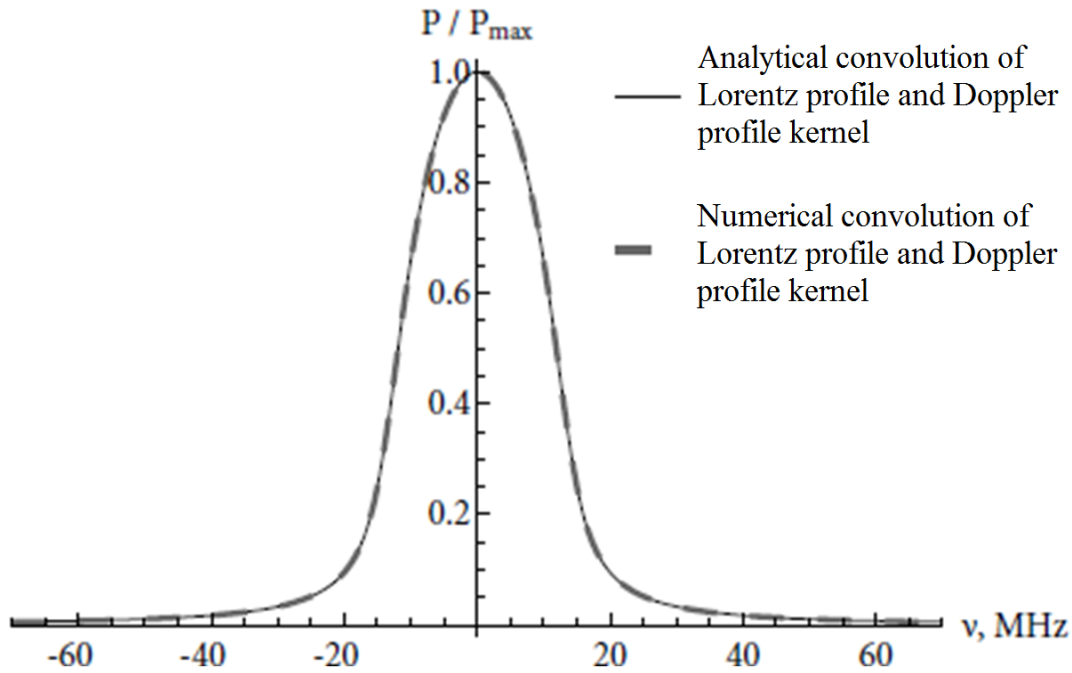 P / Pmax
1.0
0.8
0.6
0.4
0.2
-60 -40 -20 20 40 60
ν, MHz
Analytical convolution of
Lorentz profile and Doppler
profile kernel
Numerical convolution of
Lorentz profile and Doppler
profile kernel